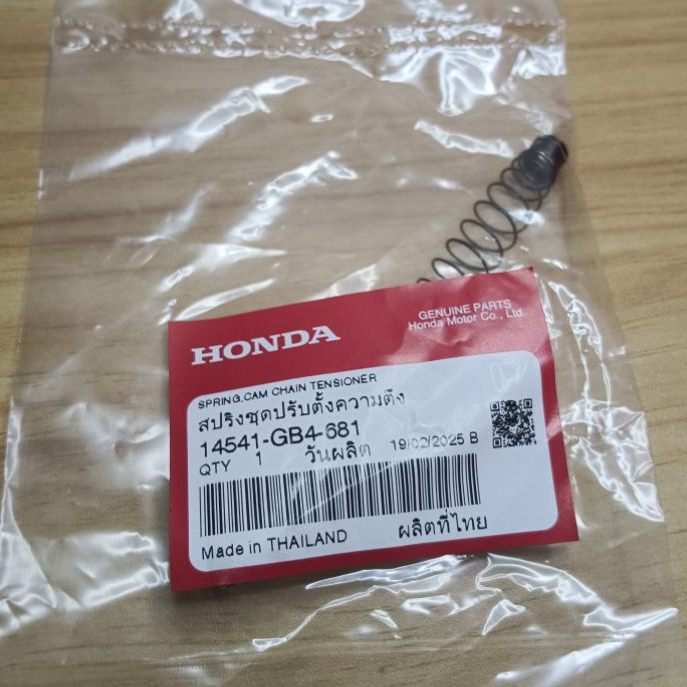 HONDA
GENUINE PARTS
Honda Motor Co., Ltd.
SPRING,CAM CHAIN TENSIONER
สปริงชุดปรับตั้งความตึง
14541-GB4-681
QTY 1 วันผลิต 19/02/2025 B
Made in THAILAND ผลิตที่ไทย